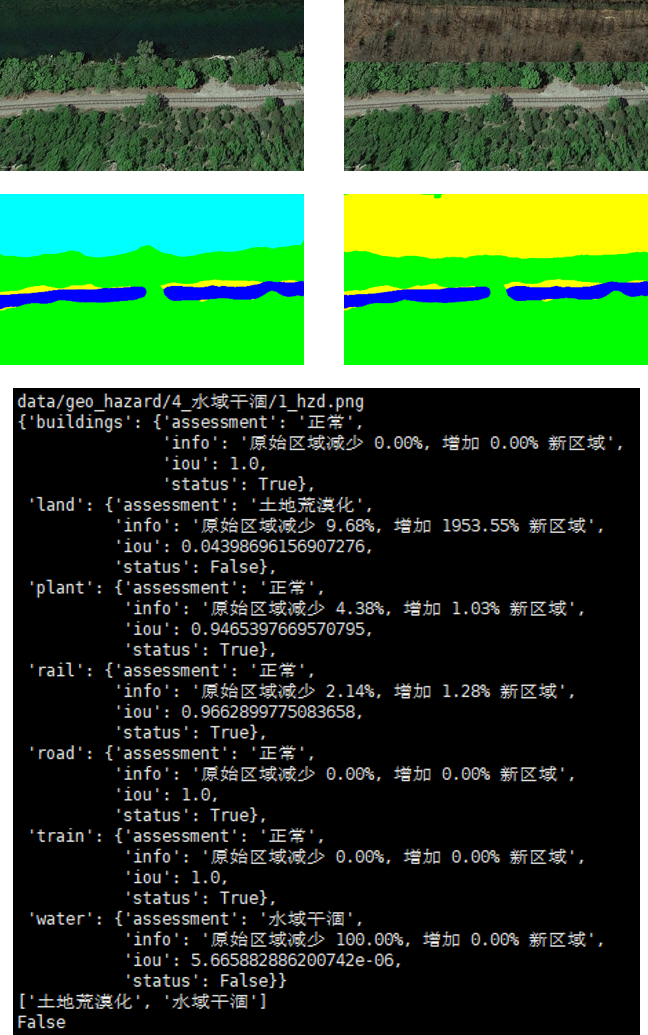 data/geo_hazard/4_水域干涸/1_hzd.png
{'buildings': {'assessment': '正常',
'info': '原始区域减少 0.00%, 增加 0.00% 新区域',
'iou': 1.0,
'status': True},
'land': {'assessment': '土地荒漠化',
'info': '原始区域减少 9.68%, 增加 1953.55% 新区域',
'iou': 0.04398696156907276,
'status': False},
'plant': {'assessment': '正常',
'info': '原始区域减少 4.38%, 增加 1.03% 新区域',
'iou': 0.9465397669570795,
'status': True},
'rail': {'assessment': '正常',
'info': '原始区域减少 2.14%, 增加 1.28% 新区域',
'iou': 0.9662899775083658,
'status': True},
'road': {'assessment': '正常',
'info': '原始区域减少 0.00%, 增加 0.00% 新区域',
'iou': 1.0,
'status': True},
'train': {'assessment': '正常',
'info': '原始区域减少 0.00%, 增加 0.00% 新区域',
'iou': 1.0,
'status': True},
'water': {'assessment': '水域干涸',
'info': '原始区域减少 100.00%, 增加 0.00% 新区域',
'iou': 5.665882886200742e-06,
'status': False}}
['土地荒漠化', '水域干涸']
False